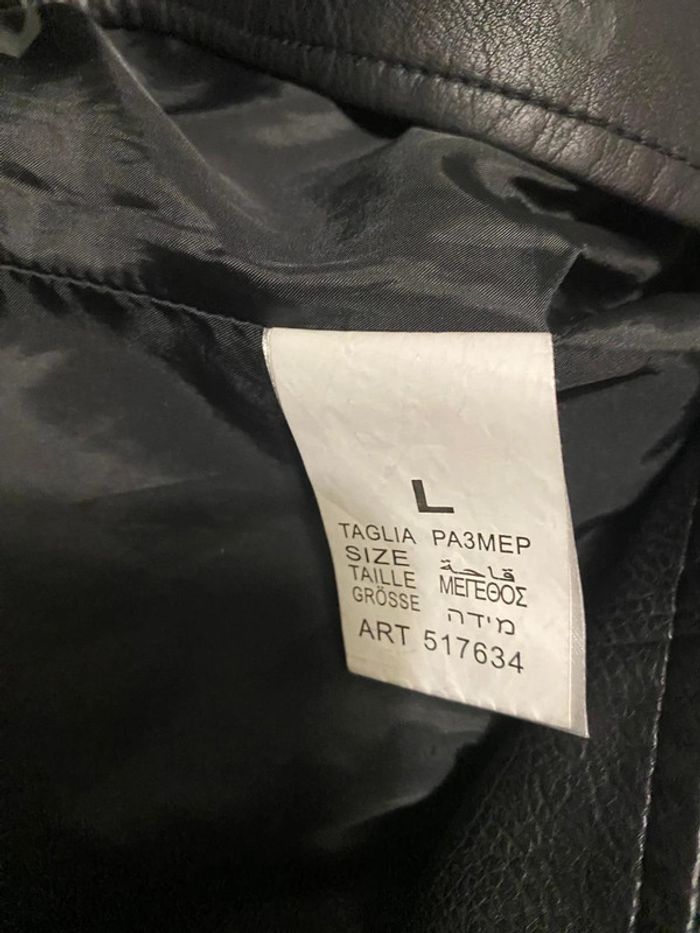 L
TAGLIA РАЗМЕР
SIZE قاحة
TAILLE ΜΕΓΕΘΟΣ
GRÖSSE מידה
ART 517634